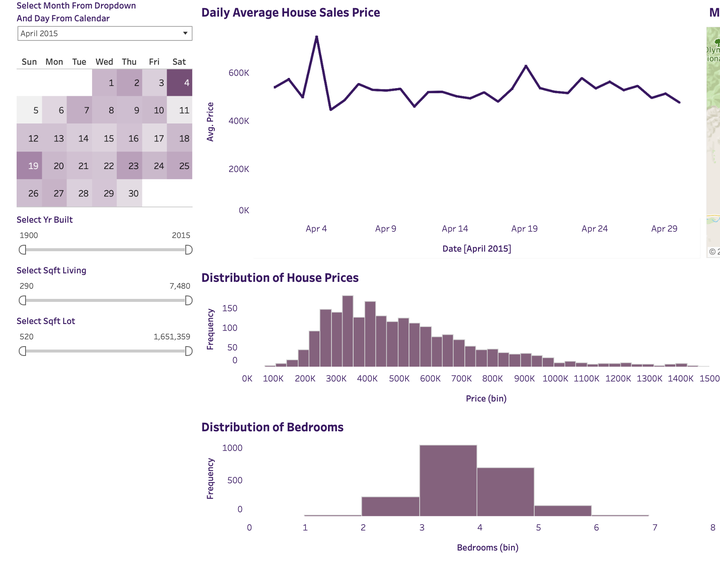 Select Month From Dropdown
And Day From Calendar
April 2015
Sun Mon Tue Wed Thu Fri Sat
1 2 3 4
5 6 7 8 9 10 11
12 13 14 15 16 17 18
19 20 21 22 23 24 25
26 27 28 29 30
Select Yr Built
1900 2015
Select Sqft Living
290 7,480
Select Sqft Lot
520 1,651,359
Daily Average House Sales Price
Avg. Price
600K
400K
200K
0K
Apr 4 Apr 9 Apr 14 Apr 19 Apr 24 Apr 29
Date [April 2015]
Distribution of House Prices
Frequency
150
100
50
0
0K 100K 200K 300K 400K 500K 600K 700K 800K 900K 1000K 1100K 1200K 1300K 1400K 1500
Price (bin)
Distribution of Bedrooms
Frequency
1000
500
0
0 1 2 3 4 5 6 7 8
Bedrooms (bin)
M
© 2